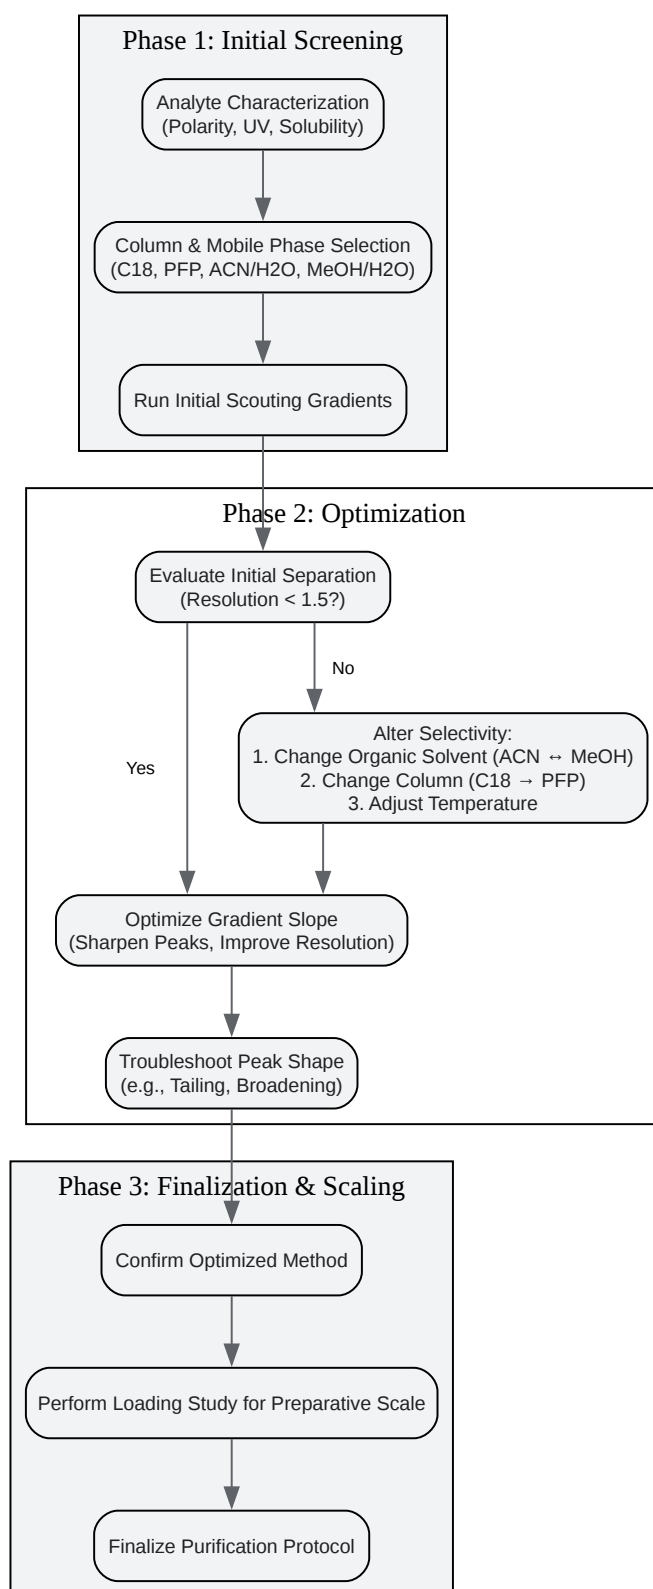 Phase 1: Initial Screening
Analyte Characterization
(Polarity, UV, Solubility)
Column & Mobile Phase Selection
(C18, PFP, ACN/H2O, MeOH/H2O)
Run Initial Scouting Gradients
Phase 2: Optimization
Evaluate Initial Separation
(Resolution < 1.5?)
No
Yes
Alter Selectivity:
1. Change Organic Solvent (ACN ↔ MeOH)
2. Change Column (C18 → PFP)
3. Adjust Temperature
Optimize Gradient Slope
(Sharpen Peaks, Improve Resolution)
Troubleshoot Peak Shape
(e.g., Tailing, Broadening)
Phase 3: Finalization & Scaling
Confirm Optimized Method
Perform Loading Study for Preparative Scale
Finalize Purification Protocol